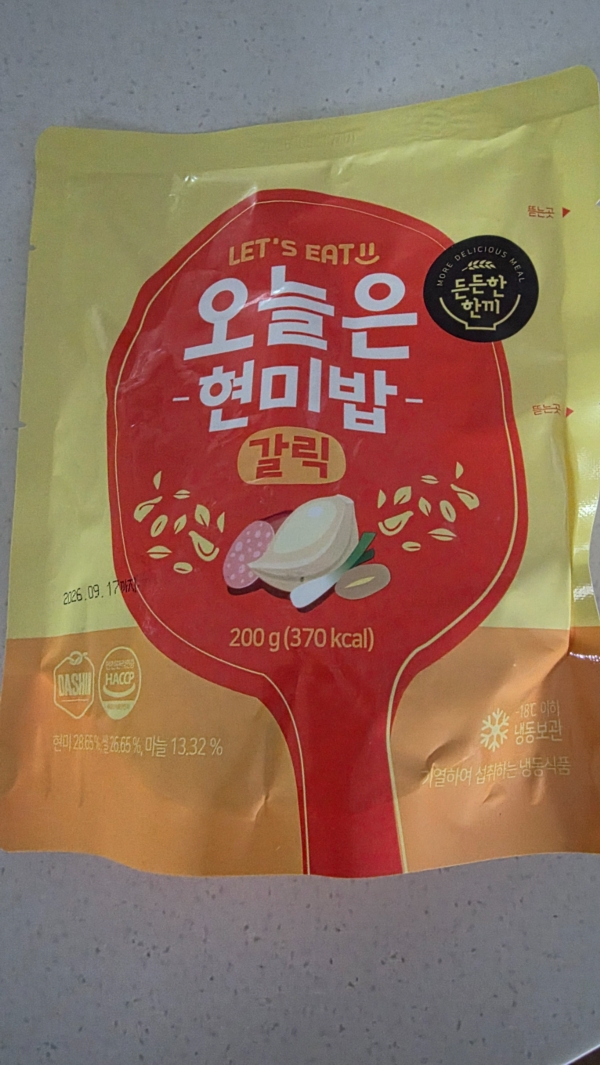 뜯는곳
LET'S EAT
MORE DELICIOUS MEAL
든든한
한끼
오늘은
-현미밥-
뜯는곳
갈릭
2026.09.17까지
200 g (370 kcal)
DASHU
HACCP
-18℃ 이하
냉동보관
현미 28.65 %, 쌀 26.65 %, 마늘 13.32 %
가열하여 섭취하는 냉동식품